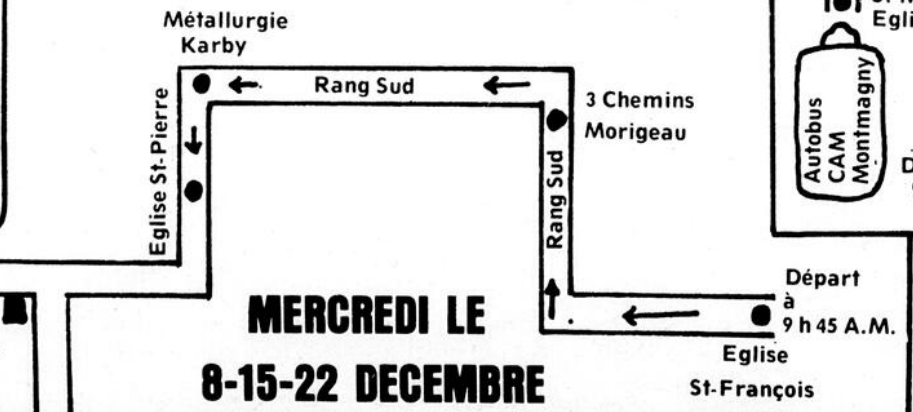 Métallurgie
Karby
Rang Sud
3 Chemins
Morigeau
Rang Sud
Eglise St-Pierre
Autobus
CAM
Montmagny
Départ
à
9 h 45 A.M.
Eglise
St-François
MERCREDI LE
8-15-22 DECEMBRE